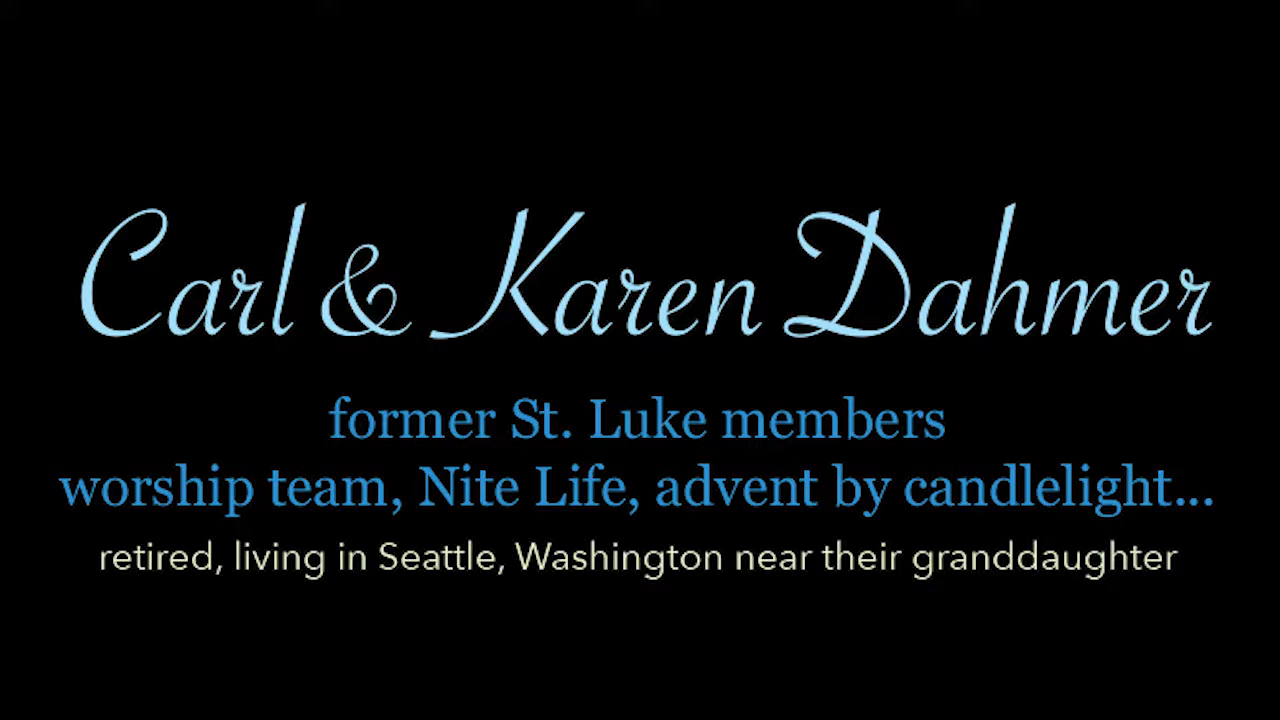 Carl & Karen Dahmer
former St. Luke members
worship team, Nite Life, advent by candlelight...
retired, living in Seattle, Washington near their granddaughter